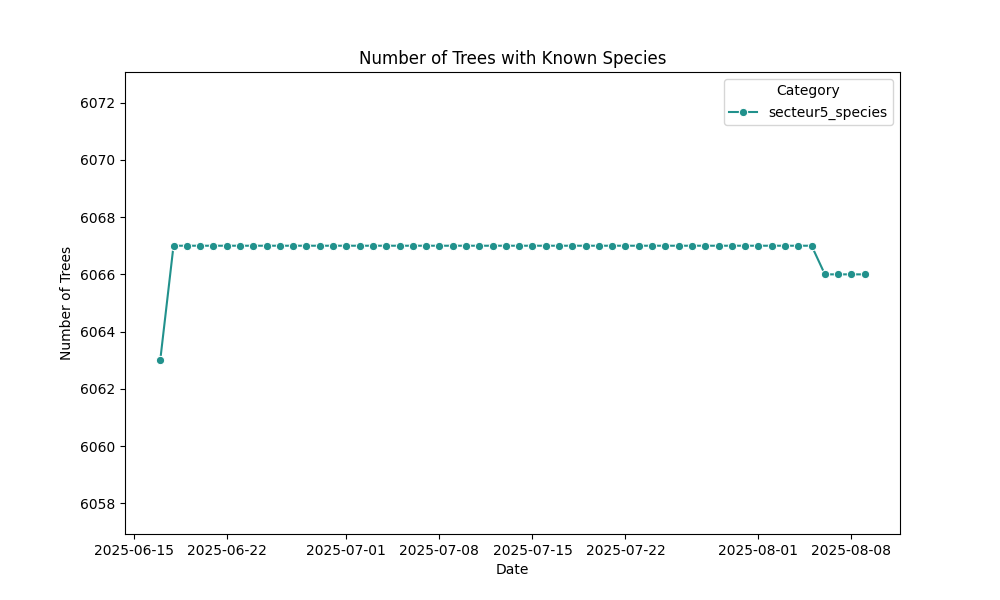 Number of Trees with Known Species
Category
secteur5_species
Number of Trees
6072
6070
6068
6066
6064
6062
6060
6058
2025-06-15 2025-06-22 2025-07-01 2025-07-08 2025-07-15 2025-07-22 2025-08-01 2025-08-08
Date